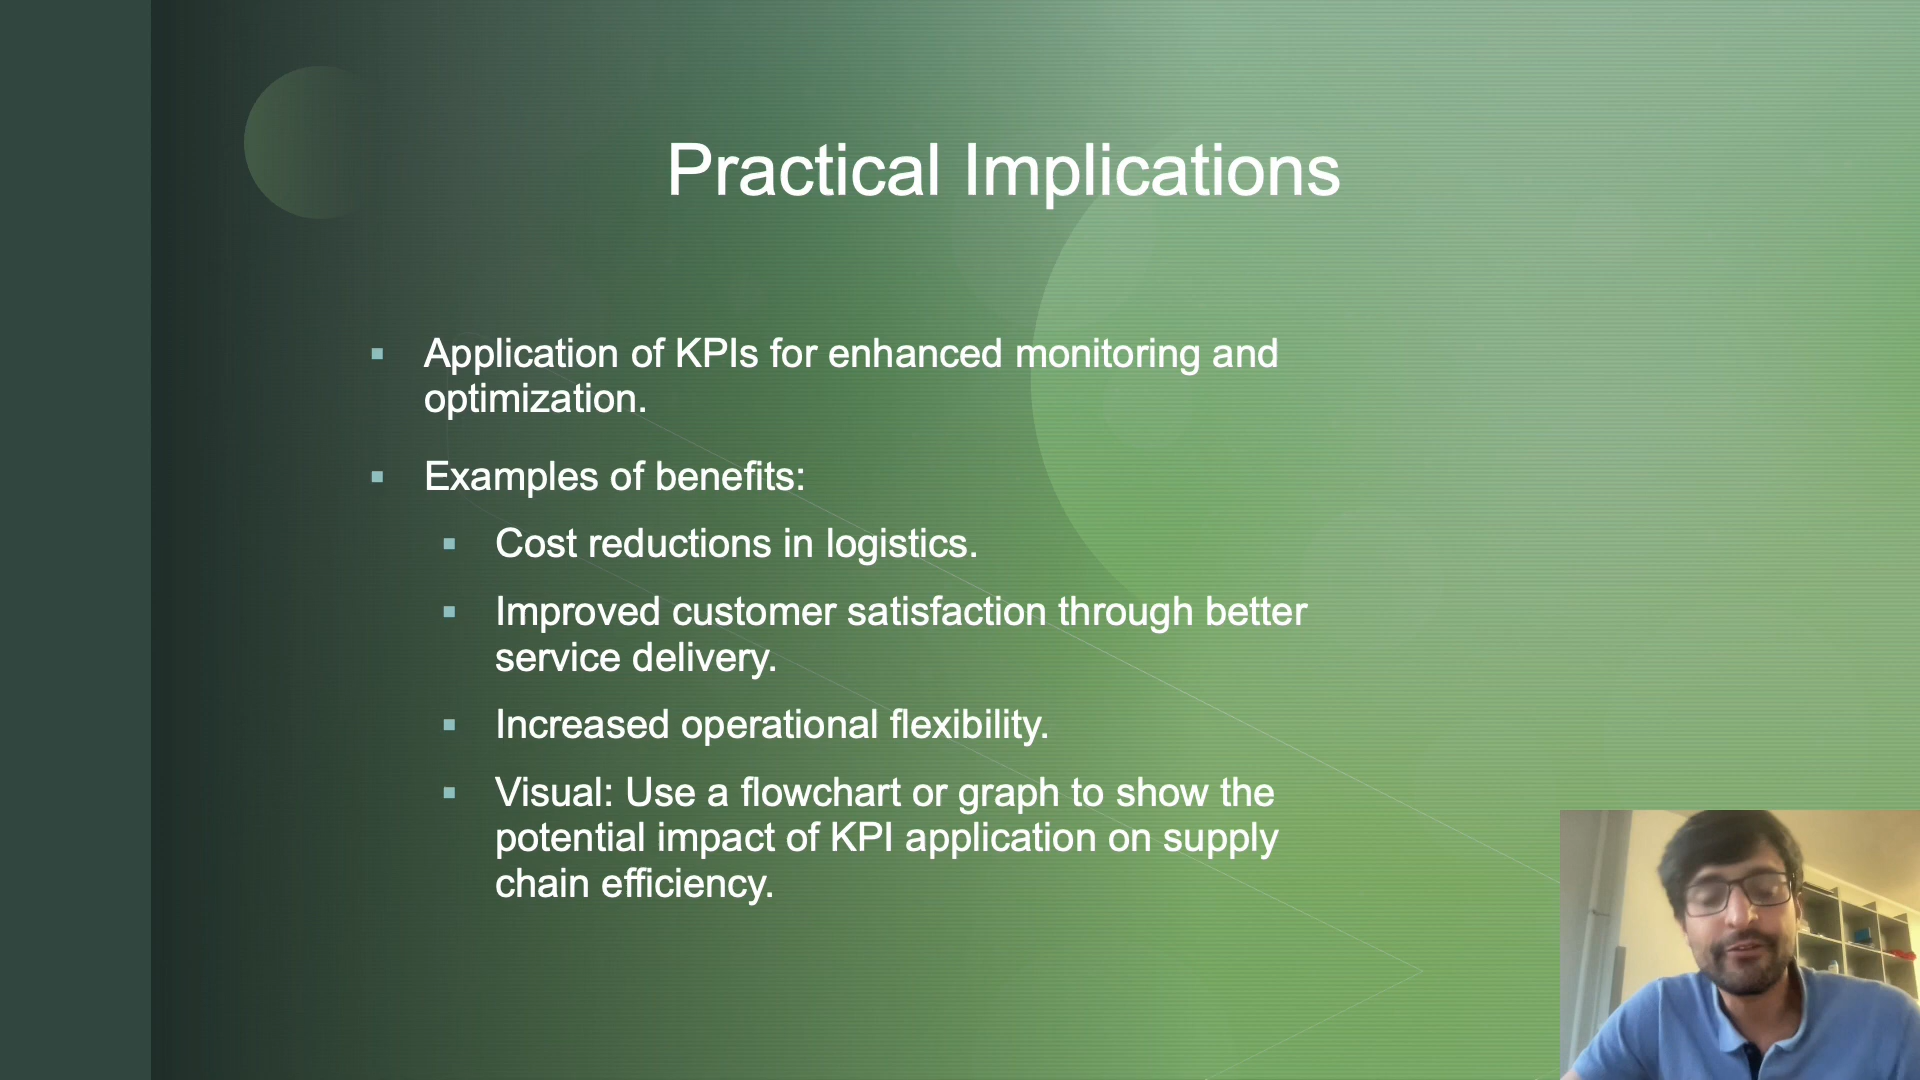 Practical Implications
Application of KPIs for enhanced monitoring and
optimization.
Examples of benefits:
Cost reductions in logistics.
Improved customer satisfaction through better
service delivery.
Increased operational flexibility.
Visual: Use a flowchart or graph to show the
potential impact of KPI application on supply
chain efficiency.